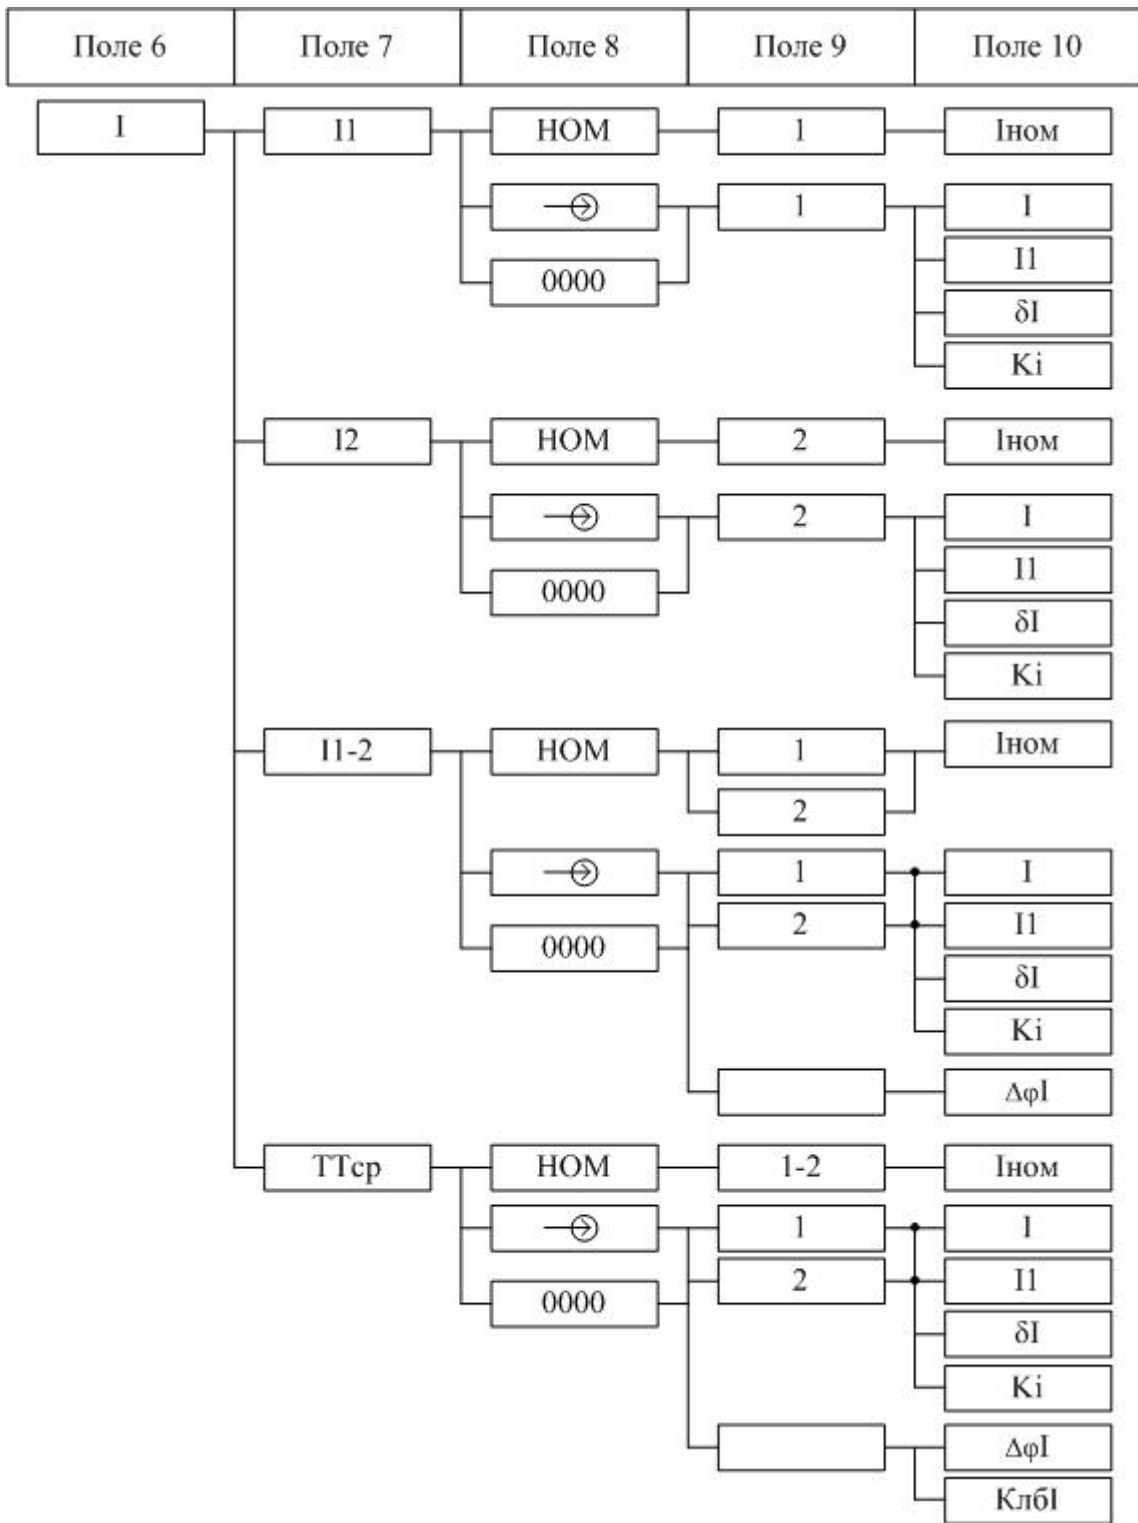 Поле 6 Поле 7 Поле 8 Поле 9 Поле 10
I I1 НОМ 1 Iном
1 I
I1
0000
δI
Ki
I2 НОМ 2 Iном
2 I
I1
0000
δI
Ki
I1-2 НОМ 1 Iном
2
1 I
2 I1
0000
δI
Ki
ΔφI
ТТср НОМ 1-2 Iном
1 I
2 I1
0000
δI
Ki
ΔφI
КлбI